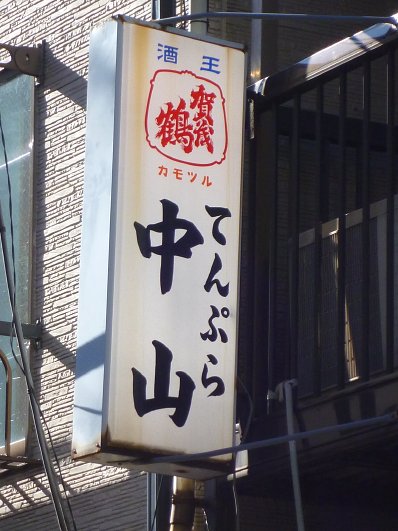 酒王
賀茂鶴
カモツル
てんぷら
中山